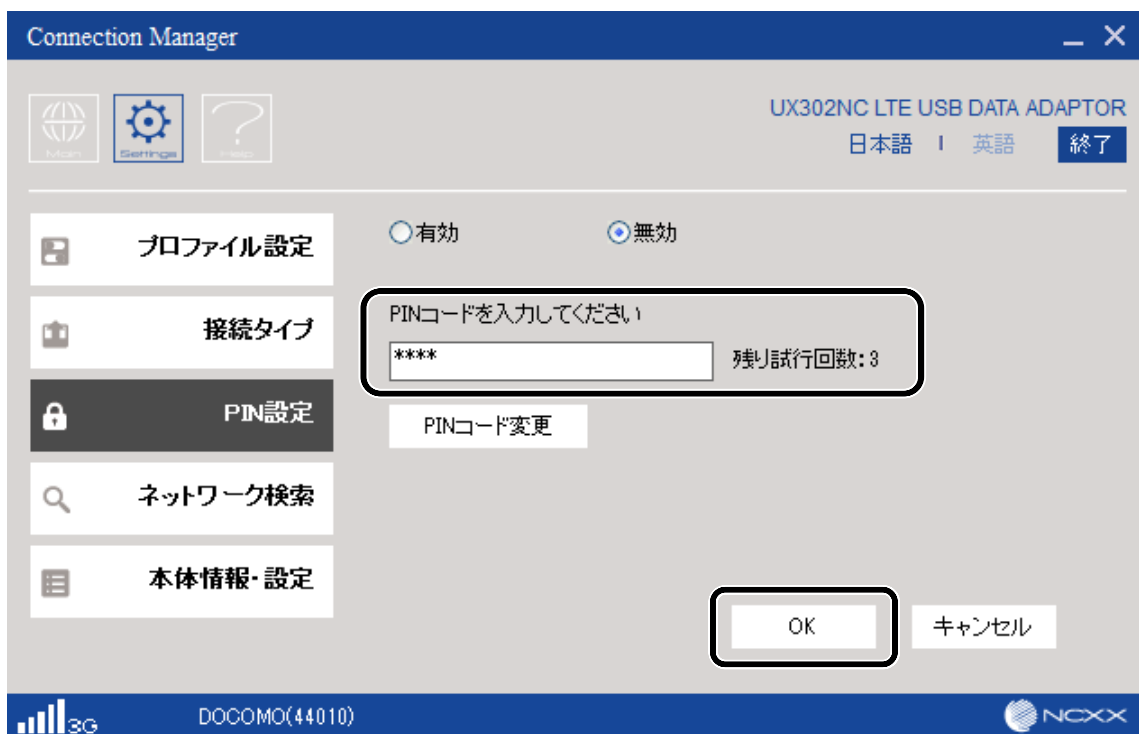 Connection Manager
Main
Settings
Help
UX302NC LTE USB DATA ADAPTOR
日本語 | 英語 終了
プロファイル設定
接続タイプ
PIN設定
ネットワーク検索
本体情報・設定
有効 無効
PINコードを入力してください
**** 残り試行回数:3
PINコード変更
OK キャンセル
3G DOCOMO(44010) NCXX